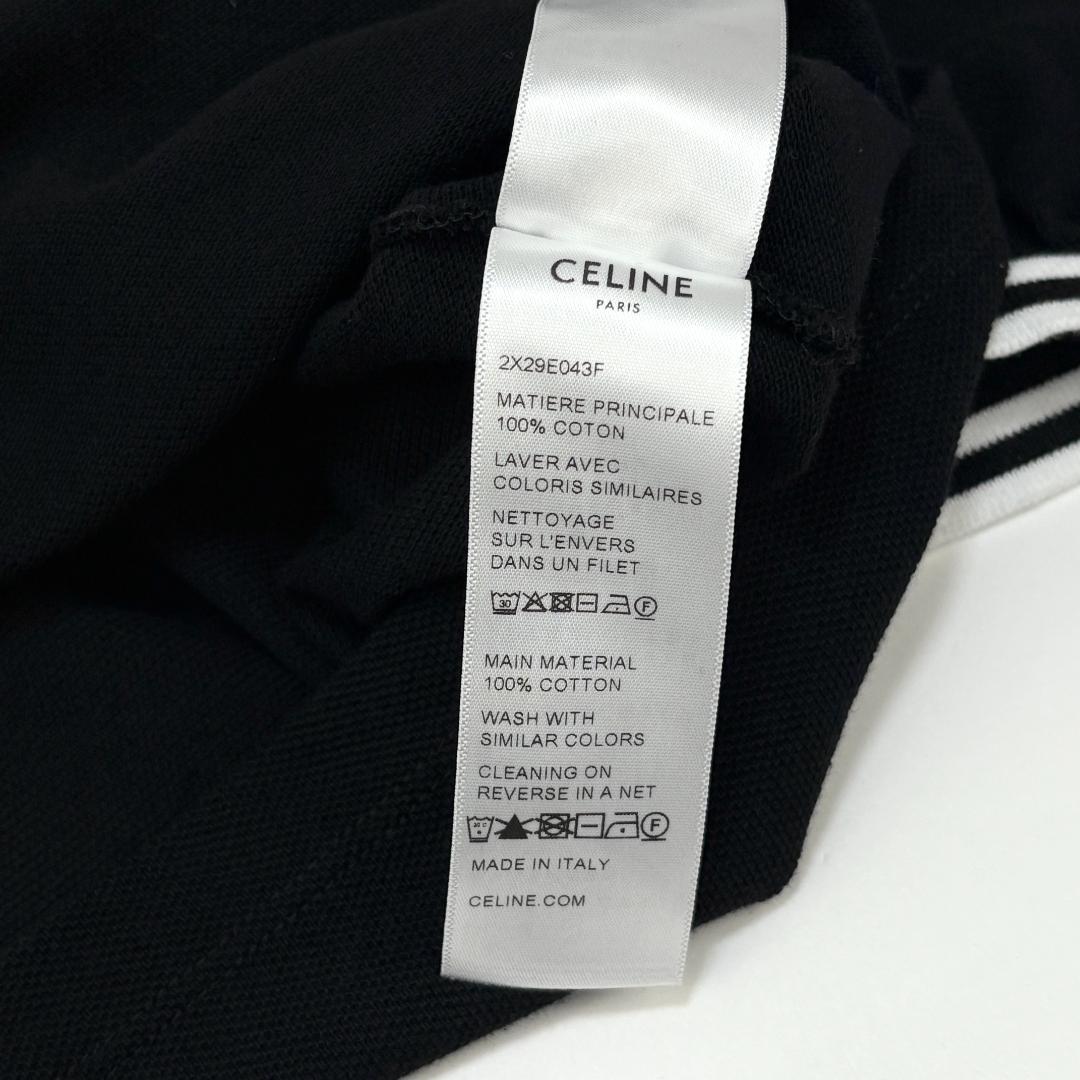 CELINE
PARIS
2X29E043F
MATIERE PRINCIPALE
100% COTON
LAVER AVEC
COLORIS SIMILAIRES
NETTOYAGE
SUR L'ENVERS
DANS UN FILET
30 F
MAIN MATERIAL
100% COTTON
WASH WITH
SIMILAR COLORS
CLEANING ON
REVERSE IN A NET
F
MADE IN ITALY
CELINE.COM